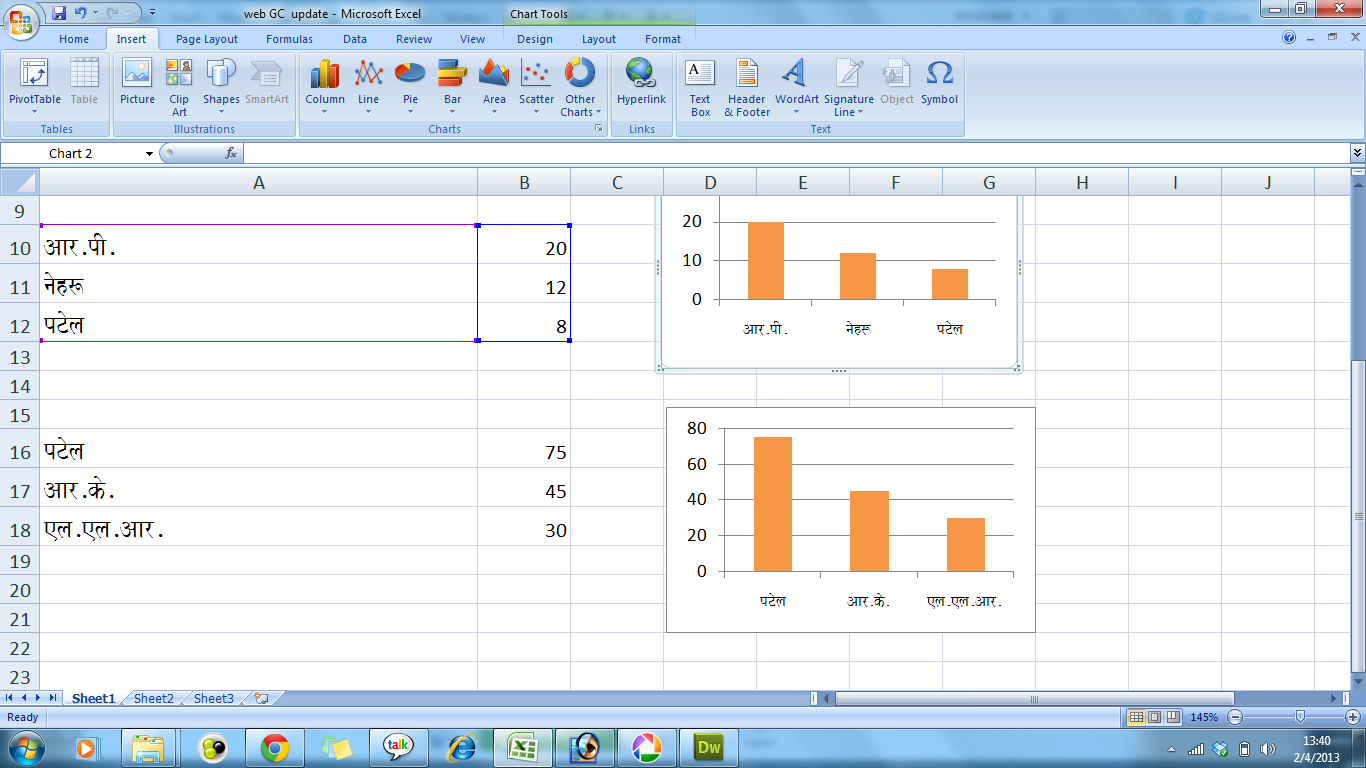 web GC update - Microsoft Excel
Chart Tools
Home Insert Page Layout Formulas Data Review View Design Layout Format
PivotTable Table Picture Clip Art Shapes SmartArt Column Line Pie Bar Area Scatter Other Charts Hyperlink Text Box Header & Footer WordArt Signature Line Object Symbol
Tables Illustrations Charts Links Text
Chart 2 fx
A B C D E F G H I J
9
10 आर.पी. 20
11 नेहरू 12
12 पटेल 8
13
14
15
16 पटेल 75
17 आर.के. 45
18 एल.एल.आर. 30
19
20
21
22
23
20
10
0
आर.पी. नेहरू पटेल
80
60
40
20
0
पटेल आर.के. एल.एल.आर.
Sheet1 Sheet2 Sheet3
Ready 145%
talk Dw
13:40
2/4/2013